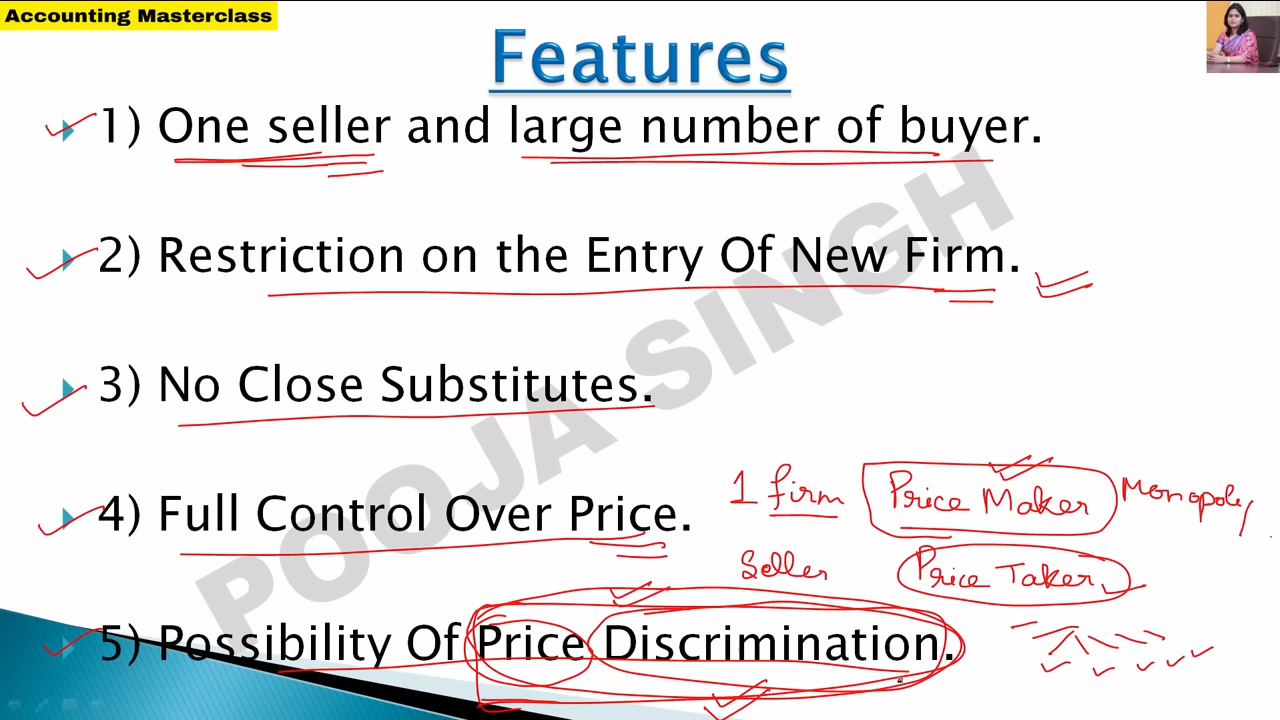 Accounting Masterclass
Features
1) One seller and large number of buyer.
2) Restriction on the Entry Of New Firm.
3) No Close Substitutes.
4) Full Control Over Price.
1 firm Price Maker Monopoly
Seller Price Taker
5) Possibility Of Price Discrimination.
POOJA SINGH